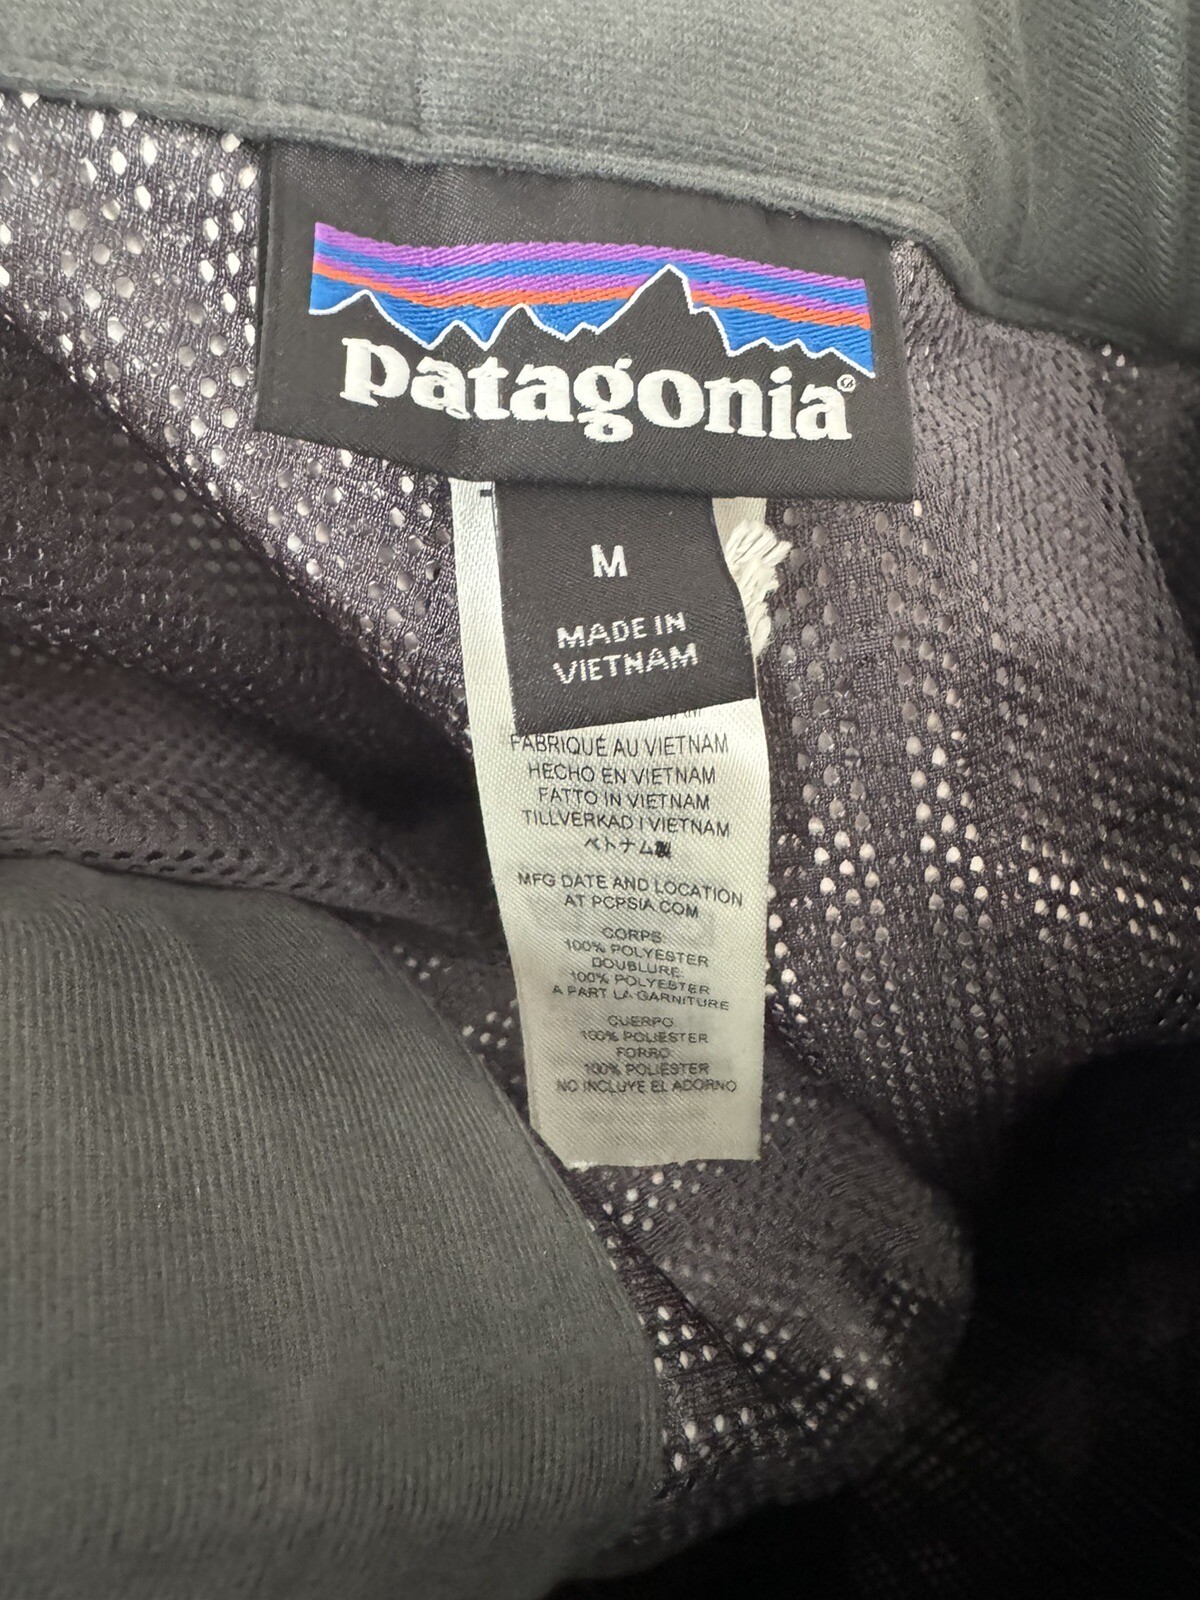 patagonia®
M
MADE IN
VIETNAM
FABRIQUÉ AU VIETNAM
HECHO EN VIETNAM
FATTO IN VIETNAM
TILLVERKAD I VIETNAM
ベトナム製
MFG DATE AND LOCATION
AT PCPSIA.COM
CORPS
100% POLYESTER
DOUBLURE:
100% POLYESTER
A PART LA GARNITURE
CUERPO
100% POLIESTER
FORRO
100% POLIESTER
NO INCLUYE EL ADORNO